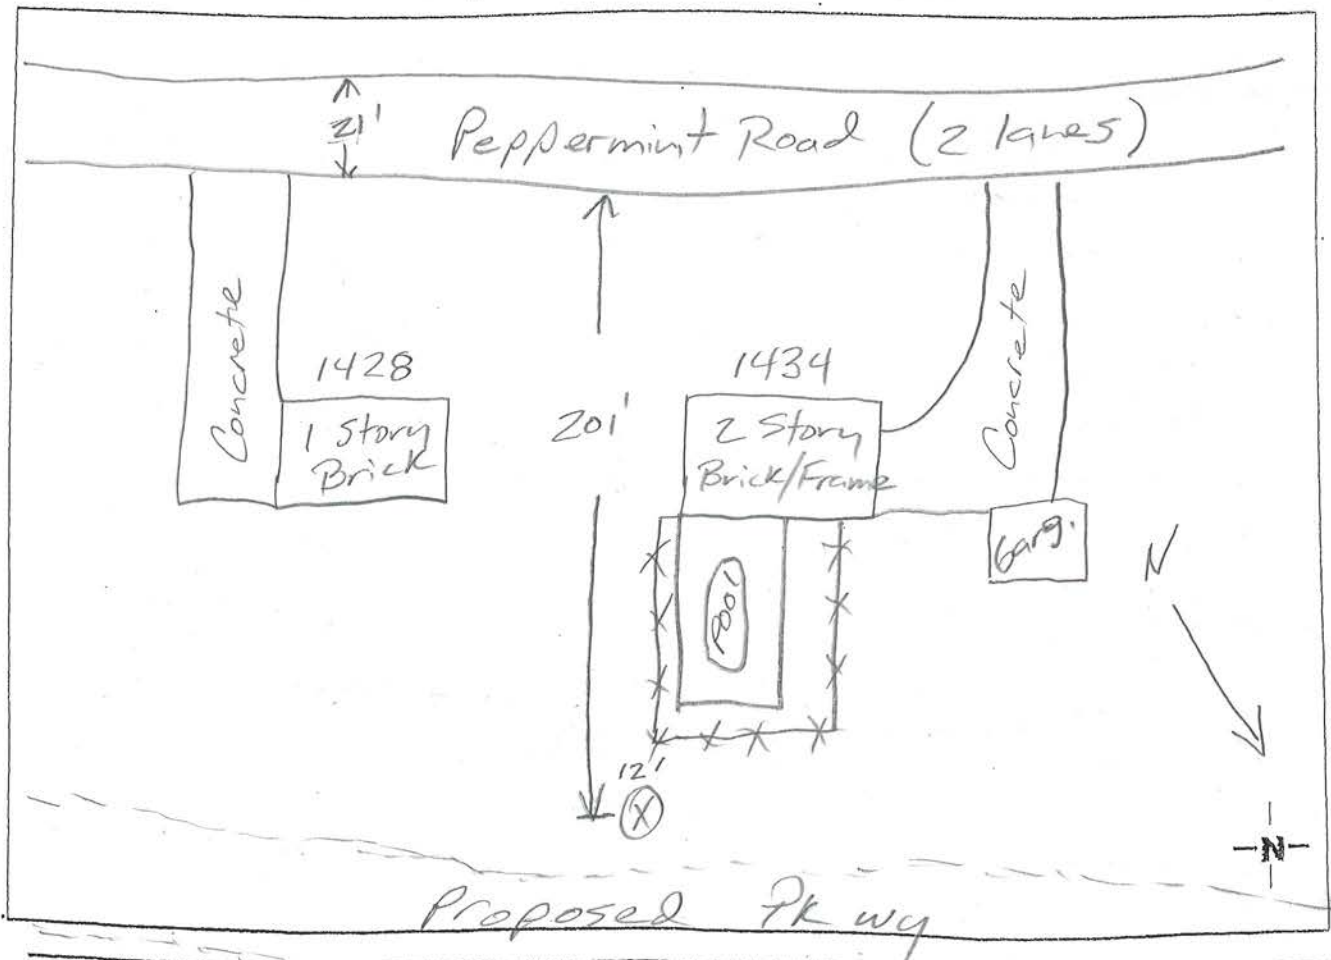 21'
Peppermint Road (2 lanes)
Concrete
1428
1 Story
Brick
201'
1434
2 Story
Brick/Frame
Concrete
Garg.
Pool
N
12'
X
N
Proposed Pkwy